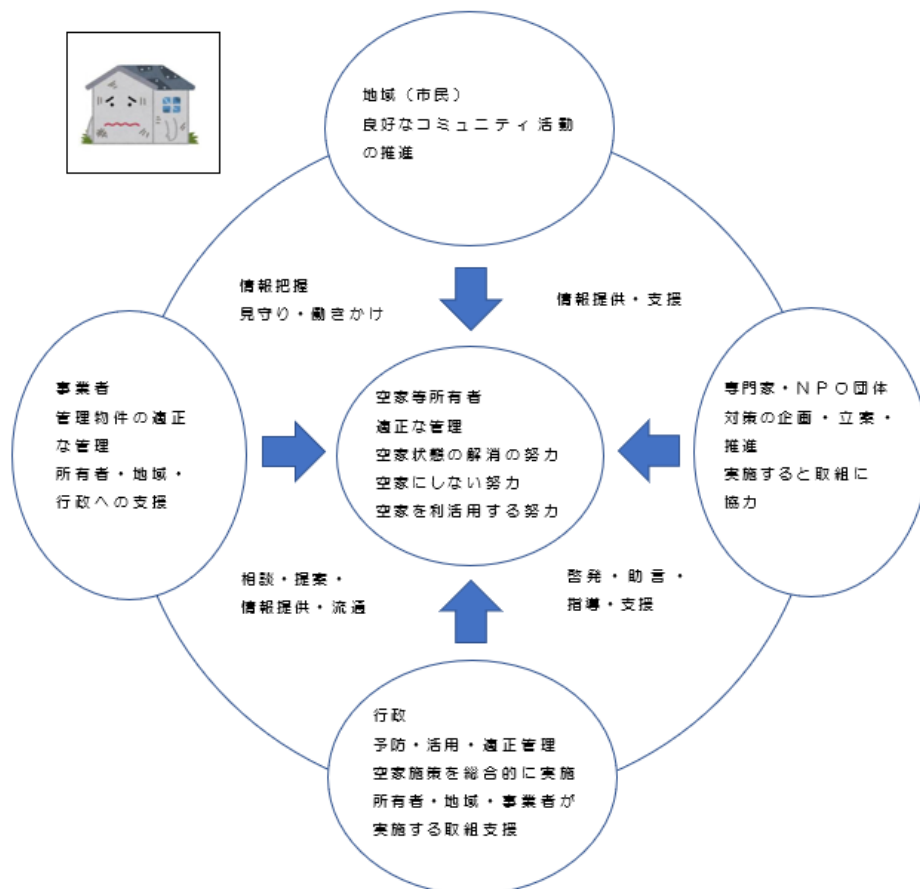 地域（市民）
良好なコミュニティ活動
の推進
情報把握
見守り・働きかけ
情報提供・支援
事業者
管理物件の適正
な管理
所有者・地域・
行政への支援
空家等所有者
適正な管理
空家状態の解消の努力
空家にしない努力
空家を利活用する努力
専門家・ＮＰＯ団体
対策の企画・立案・
推進
実施すると取組に
協力
相談・提案・
情報提供・流通
啓発・助言・
指導・支援
行政
予防・活用・適正管理
空家施策を総合的に実施
所有者・地域・事業者が
実施する取組支援